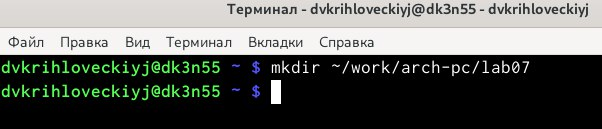 Терминал - dvkrihloveckiyj@dk3n55 - dvkrihloveckiyj
Файл Правка Вид Терминал Вкладки Справка
dvkrihloveckiyj@dk3n55 ~ $ mkdir ~/work/arch-pc/lab07
dvkrihloveckiyj@dk3n55 ~ $